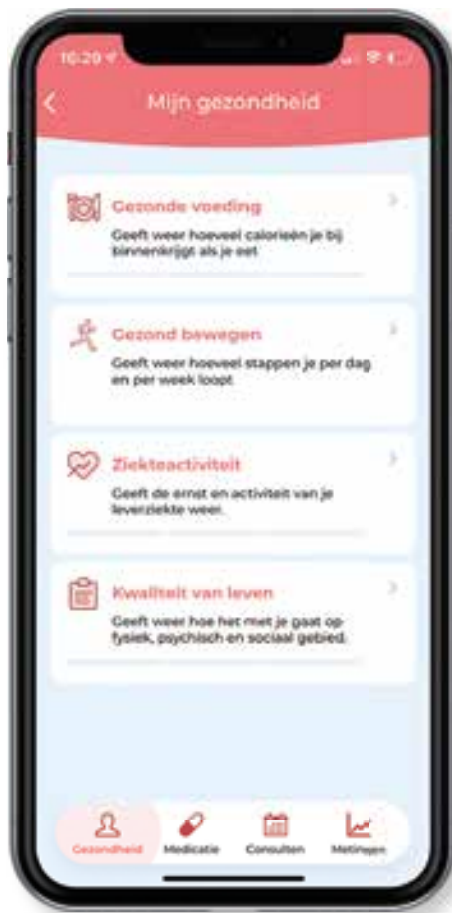 16:29
Mijn gezondheid
Gezonde voeding
Geeft weer hoeveel calorieën je bij
binnenkrijgt als je eet
Gezond bewegen
Geeft weer hoeveel stappen je per dag
en per week loopt
Ziekteactiviteit
Geeft de ernst en activiteit van je
leverziekte weer.
Kwaliteit van leven
Geeft weer hoe het met je gaat op
fysiek, psychisch en sociaal gebied.
Gezondheid Medicatie Consulten Metingen